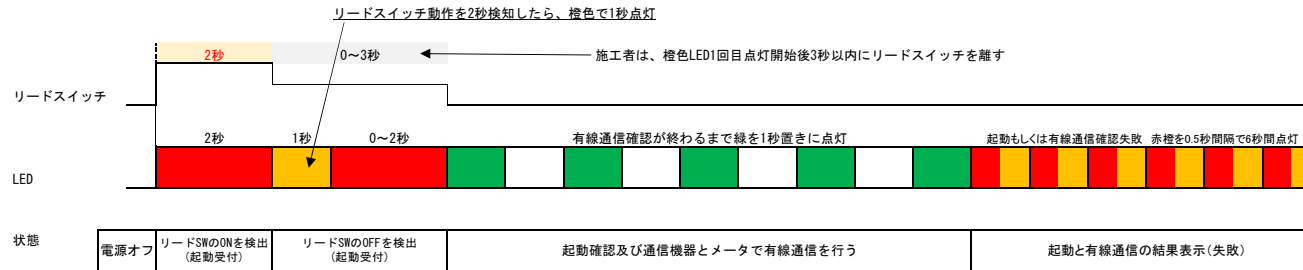 リードスイッチ動作を2秒検知したら、橙色で1秒点灯
2秒
0～3秒
施工者は、橙色LED1回目点灯開始後3秒以内にリードスイッチを離す
リードスイッチ
2秒
1秒
0～2秒
有線通信確認が終わるまで緑を1秒置きに点灯
起動もしくは有線通信確認失敗 赤橙を0.5秒間隔で6秒間点灯
LED
状態
電源オフ
リードSWのONを検出
(起動受付)
リードSWのOFFを検出
(起動受付)
起動確認及び通信機器とメータで有線通信を行う
起動と有線通信の結果表示(失敗)